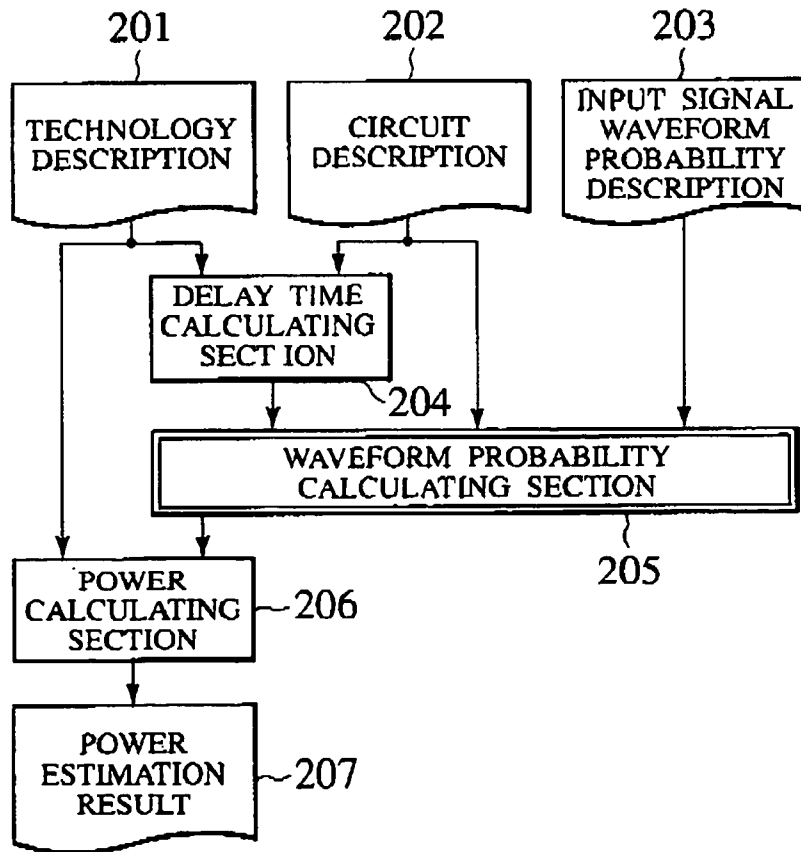 201
202
203
TECHNOLOGY
DESCRIPTION
CIRCUIT
DESCRIPTION
INPUT SIGNAL
WAVEFORM
PROBABILITY
DESCRIPTION
DELAY TIME
CALCULATING
SECT ION
204
WAVEFORM PROBABILITY
CALCULATING SECTION
205
POWER
CALCULATING
SECTION
206
POWER
ESTIMATION
RESULT
207